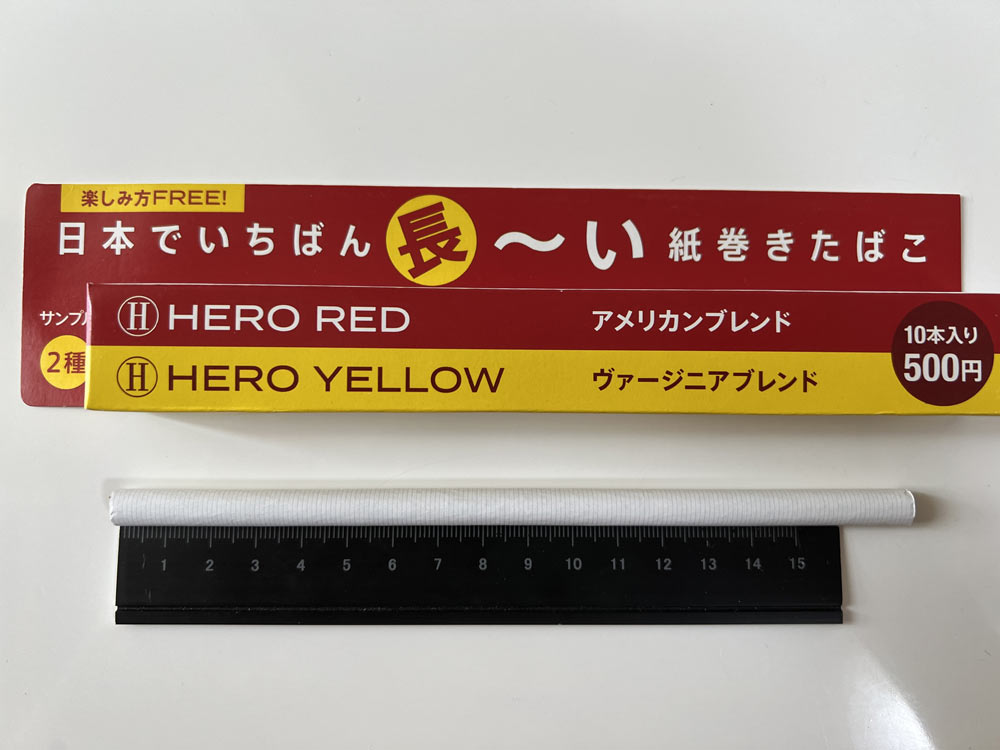 楽しみ方FREE!
日本でいちばん長〜い紙巻きたばこ
サンプル
2種
H HERO RED アメリカンブレンド
H HERO YELLOW ヴァージニアブレンド
10本入り
500円
1 2 3 4 5 6 7 8 9 10 11 12 13 14 15